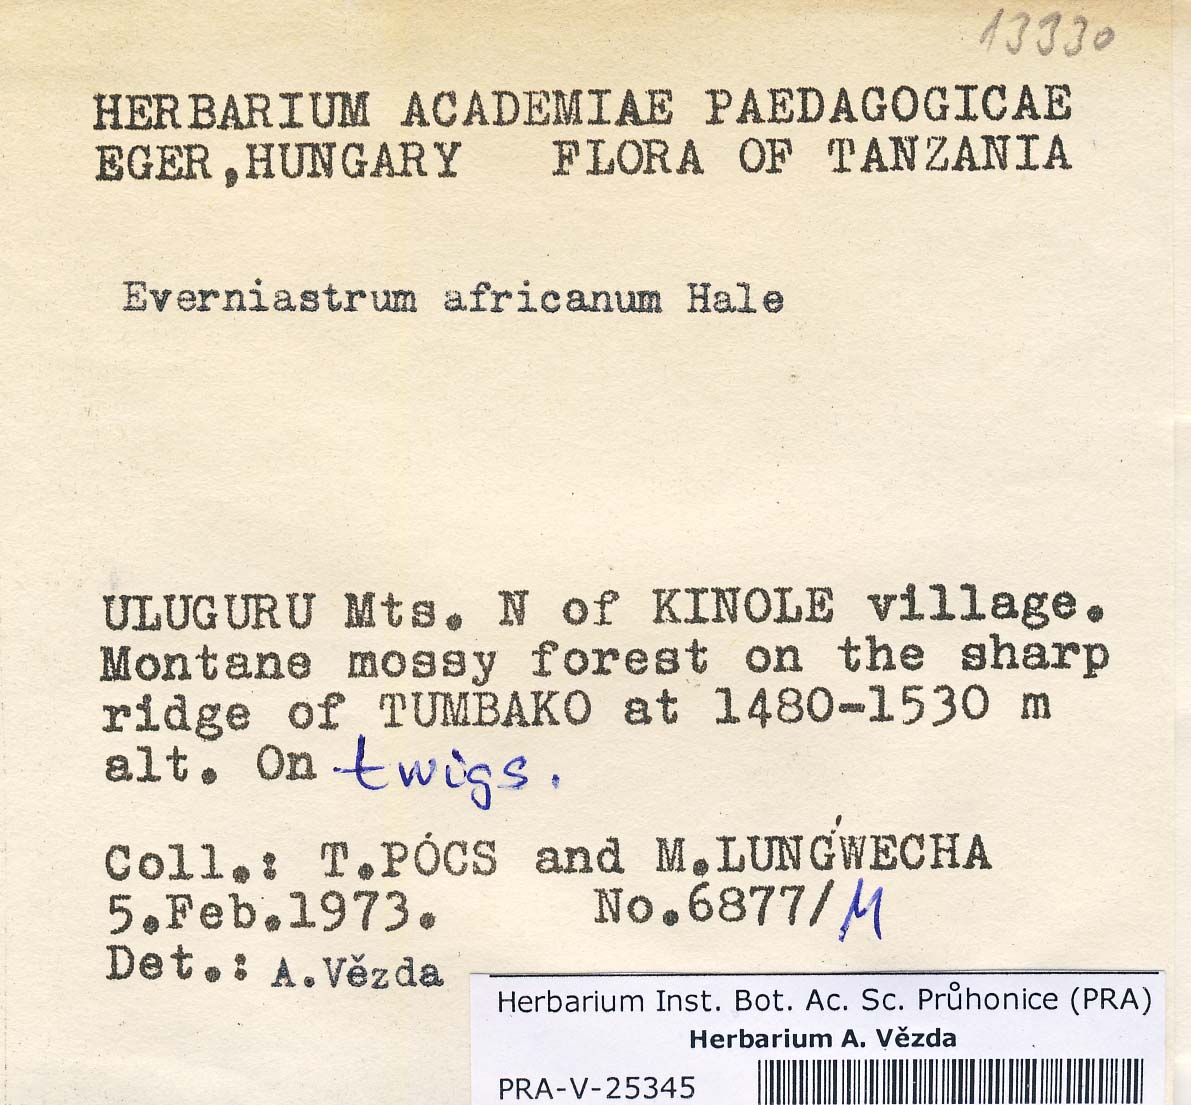 13330
HERBARIUM ACADEMIAE PAEDAGOGICAE
EGER, HUNGARY FLORA OF TANZANIA
Everniastrum africanum Hale
ULUGURU Mts. N of KINOLE village.
Montane mossy forest on the sharp
ridge of TUMBAKO at 1480-1530 m
alt. On twigs.
Coll.: T.PÓCS and M.LUNG'WECHA
5.Feb.1973. No.6877/M
Det.: A.Vězda
Herbarium Inst. Bot. Ac. Sc. Průhonice (PRA)
Herbarium A. Vězda
PRA-V-25345